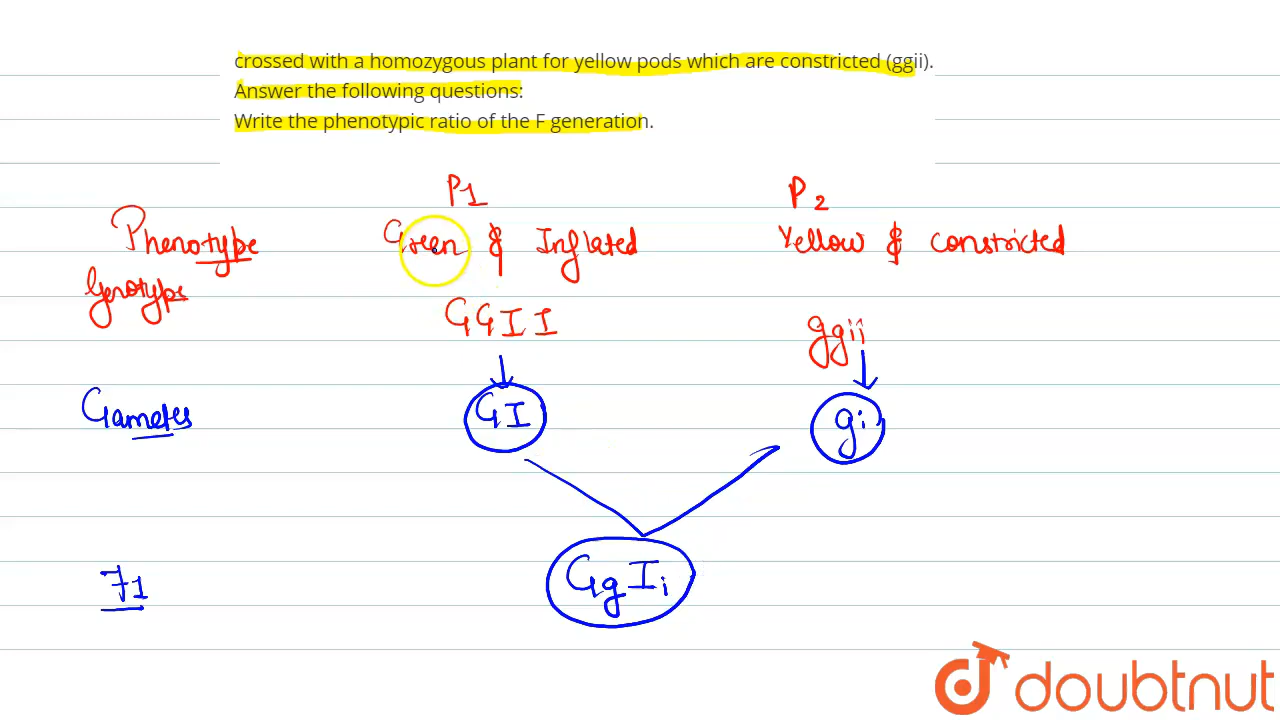 crossed with a homozygous plant for yellow pods which are constricted (ggii).
Answer the following questions:
Write the phenotypic ratio of the F generation.
P1 P2
Phenotype Green & Inflated Yellow & constricted
Genotype GGII ggii
Gametes GI gi
F1 GgIi
doubtnut